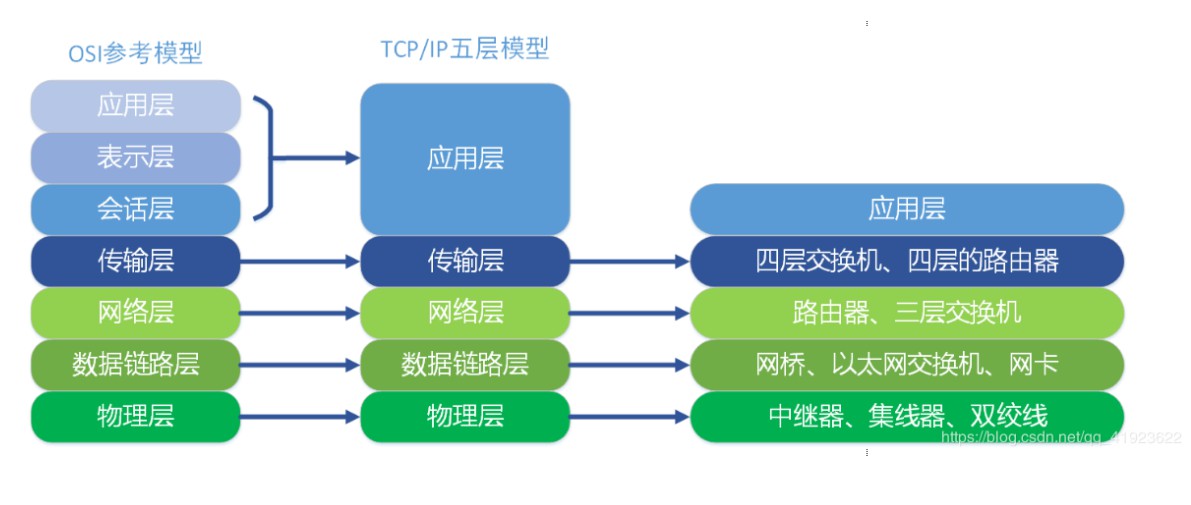 OSI参考模型
应用层
表示层
会话层
传输层
网络层
数据链路层
物理层
TCP/IP五层模型
应用层
传输层
网络层
数据链路层
物理层
应用层
四层交换机、四层的路由器
路由器、三层交换机
网桥、以太网交换机、网卡
中继器、集线器、双绞线
https://blog.csdn.net/qq_41923622